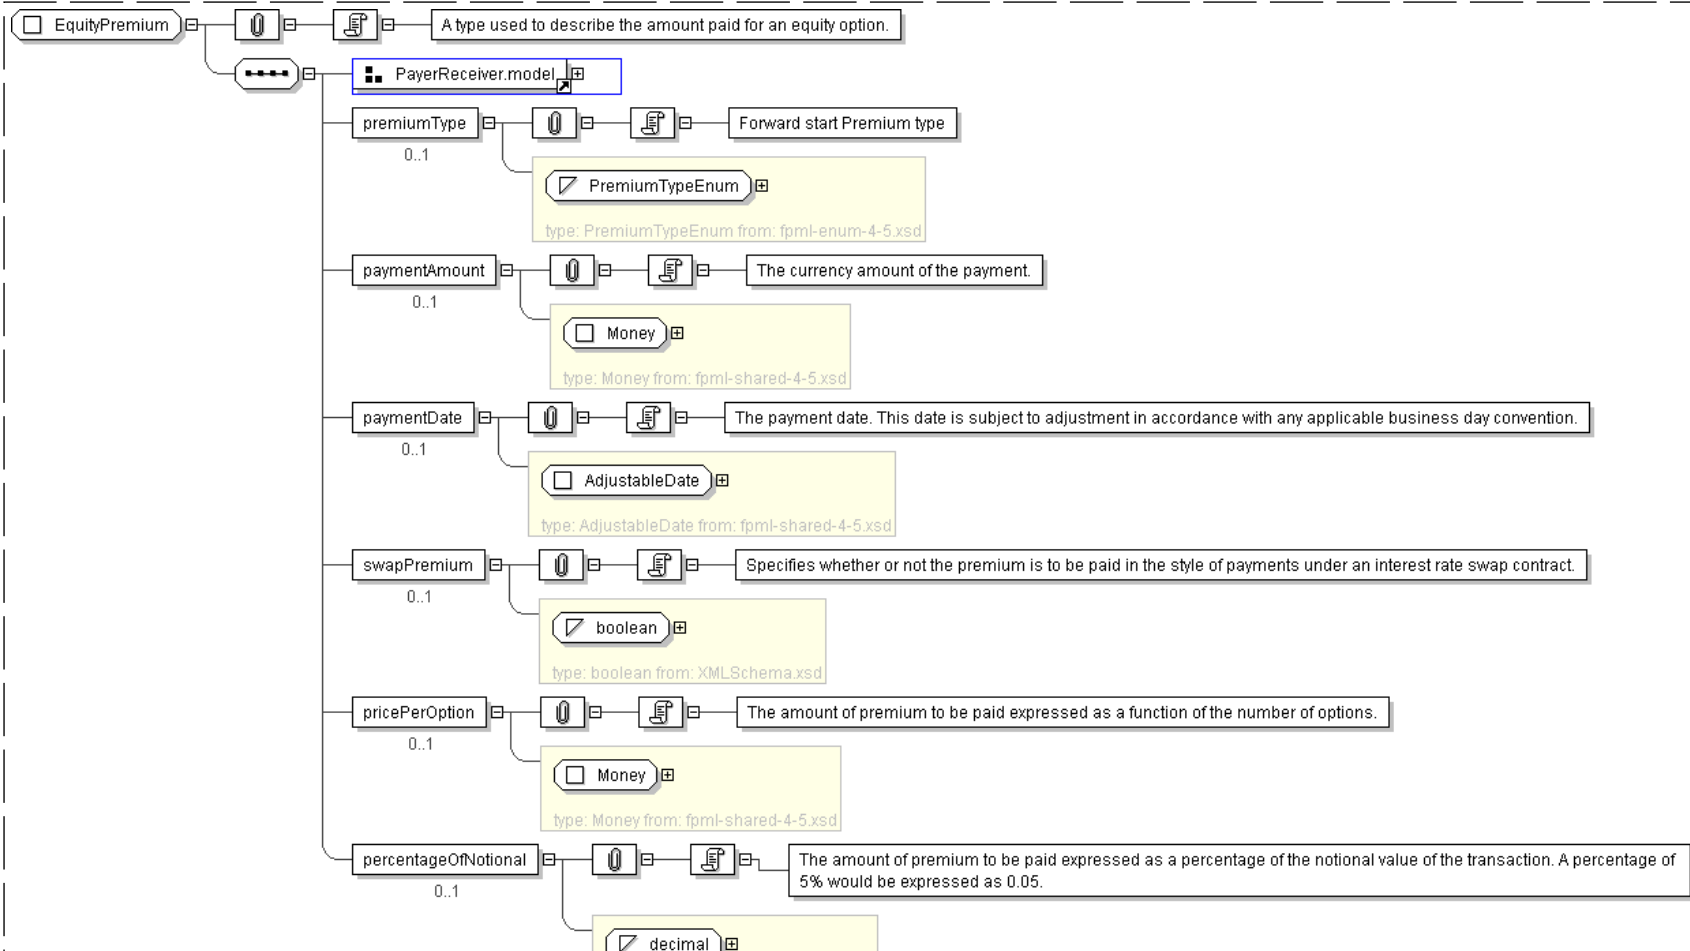 EquityPremium
A type used to describe the amount paid for an equity option.
PayerReceiver.model
premiumType
Forward start Premium type
0..1
PremiumTypeEnum
type: PremiumTypeEnum from: fpml-enum-4-5.xsd
paymentAmount
The currency amount of the payment.
0..1
Money
type: Money from: fpml-shared-4-5.xsd
paymentDate
The payment date. This date is subject to adjustment in accordance with any applicable business day convention.
0..1
AdjustableDate
type: AdjustableDate from: fpml-shared-4-5.xsd
swapPremium
Specifies whether or not the premium is to be paid in the style of payments under an interest rate swap contract.
0..1
boolean
type: boolean from: XMLSchema.xsd
pricePerOption
The amount of premium to be paid expressed as a function of the number of options.
0..1
Money
type: Money from: fpml-shared-4-5.xsd
percentageOfNotional
The amount of premium to be paid expressed as a percentage of the notional value of the transaction. A percentage of
5% would be expressed as 0.05.
0..1
decimal